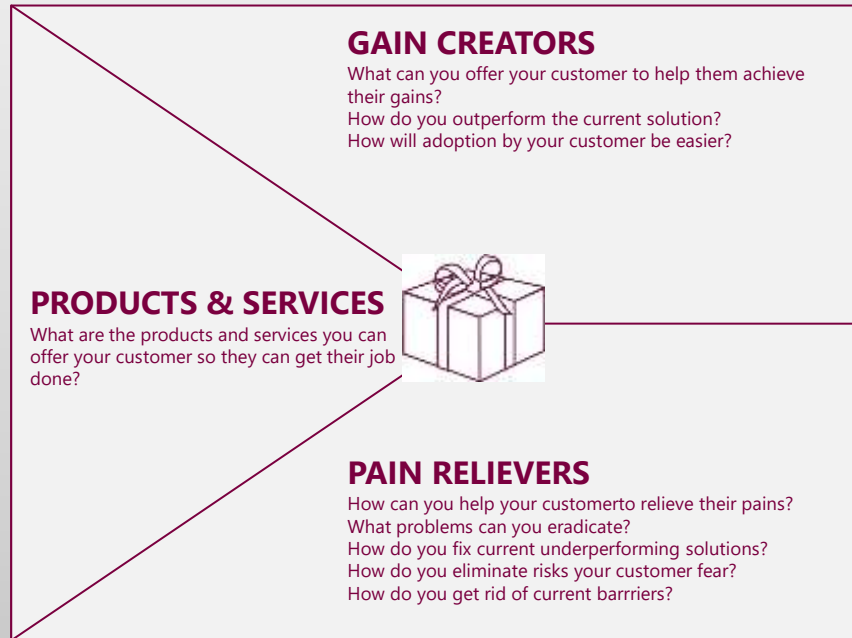 GAIN CREATORS
What can you offer your customer to help them achieve
their gains?
How do you outperform the current solution?
How will adoption by your customer be easier?
PRODUCTS & SERVICES
What are the products and services you can
offer your customer so they can get their job
done?
PAIN RELIEVERS
How can you help your customerto relieve their pains?
What problems can you eradicate?
How do you fix current underperforming solutions?
How do you eliminate risks your customer fear?
How do you get rid of current barrriers?